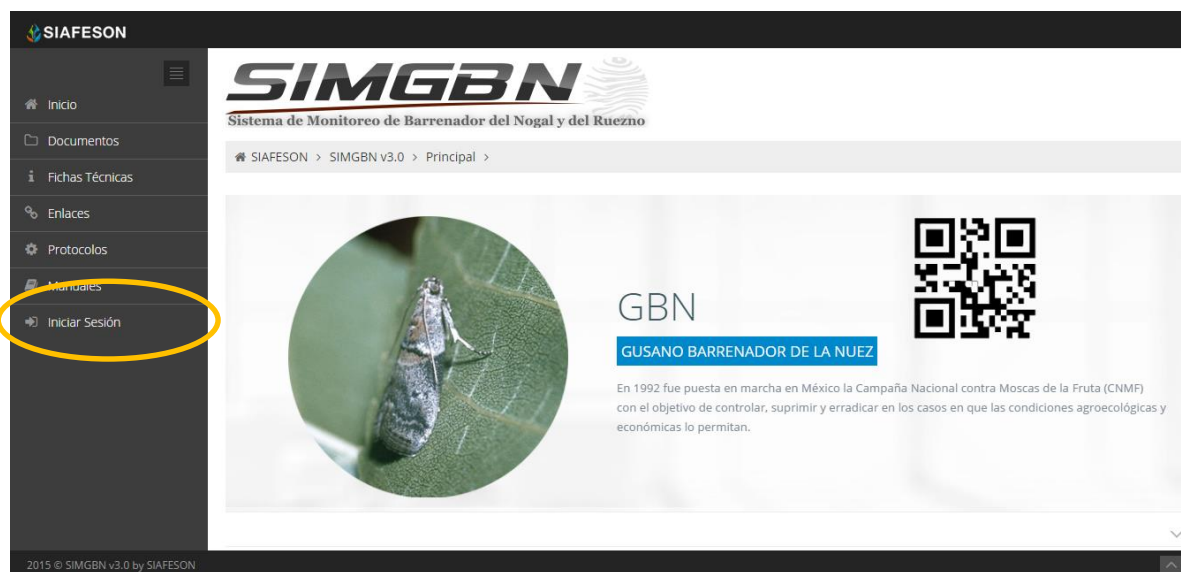 SIAFESON
SIMGBN
Sistema de Monitoreo de Barrenador del Nogal y del Ruezno
Inicio
Documentos
Fichas Técnicas
Enlaces
Protocolos
Manuales
Iniciar Sesión
SIAFESON > SIMGBN v3.0 > Principal >
GBN
GUSANO BARRENADOR DE LA NUEZ
En 1992 fue puesta en marcha en México la Campaña Nacional contra Moscas de la Fruta (CNMF)
con el objetivo de controlar, suprimir y erradicar en los casos en que las condiciones agroecológicas y
económicas lo permitan.
2015 © SIMGBN v3.0 by SIAFESON